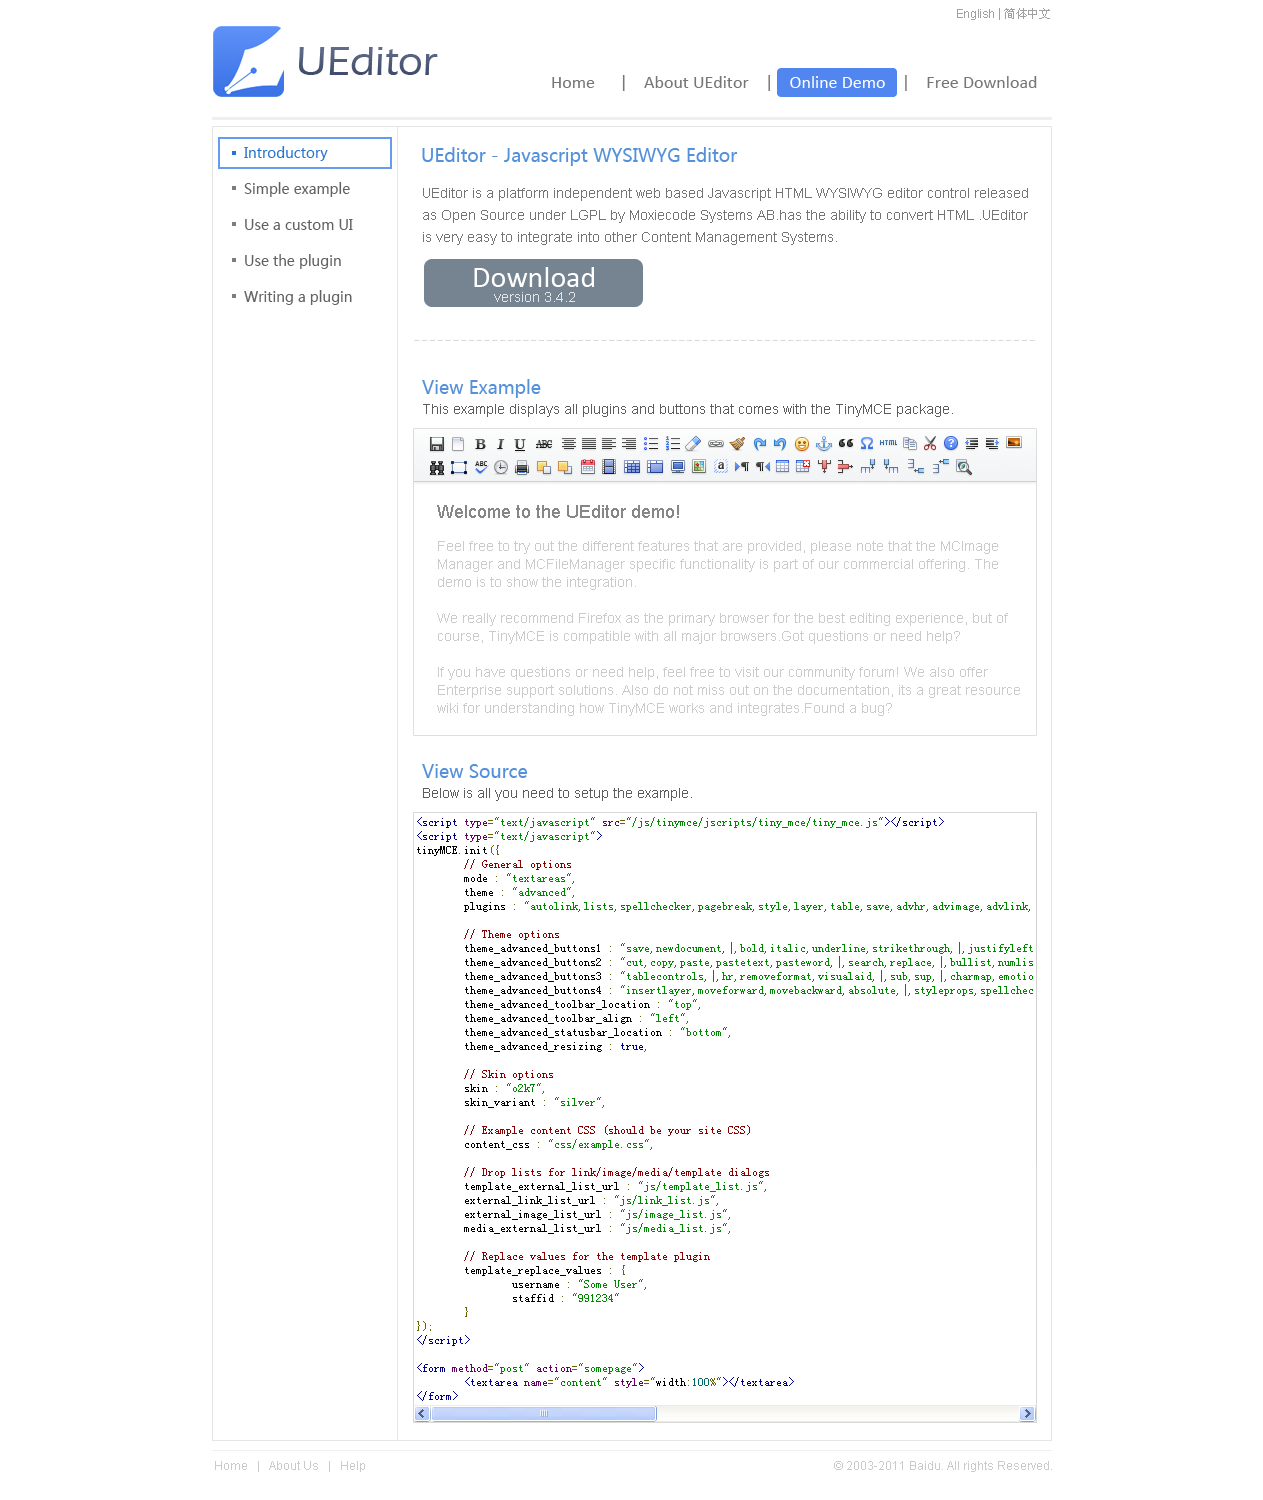 English | 简体中文
UEditor
Home | About UEditor | Online Demo | Free Download
Introductory
Simple example
Use a custom UI
Use the plugin
Writing a plugin
UEditor - Javascript WYSIWYG Editor
UEditor is a platform independent web based Javascript HTML WYSIWYG editor control released
as Open Source under LGPL by Moxiecode Systems AB.has the ability to convert HTML .UEditor
is very easy to integrate into other Content Management Systems.
Download
version 3.4.2
View Example
This example displays all plugins and buttons that comes with the TinyMCE package.
B I U ABC HTML
ABC a
Welcome to the UEditor demo!
Feel free to try out the different features that are provided, please note that the MCImage
Manager and MCFileManager specific functionality is part of our commercial offering. The
demo is to show the integration.
We really recommend Firefox as the primary browser for the best editing experience, but of
course, TinyMCE is compatible with all major browsers.Got questions or need help?
If you have questions or need help, feel free to visit our community forum! We also offer
Enterprise support solutions. Also do not miss out on the documentation, its a great resource
wiki for understanding how TinyMCE works and integrates.Found a bug?
View Source
Below is all you need to setup the example.
<script type="text/javascript" src="/js/tinymce/jscripts/tiny_mce/tiny_mce.js"></script>
<script type="text/javascript">
tinyMCE.init({
// General options
mode : "textareas",
theme : "advanced",
plugins : "autolink,lists,spellchecker,pagebreak,style,layer,table,save,advhr,advimage,advlink,
// Theme options
theme_advanced_buttons1 : "save,newdocument,|,bold,italic,underline,strikethrough,|,justifyleft
theme_advanced_buttons2 : "cut,copy,paste,pastetext,pasteword,|,search,replace,|,bullist,numlis
theme_advanced_buttons3 : "tablecontrols,|,hr,removeformat,visualaid,|,sub,sup,|,charmap,emotio
theme_advanced_buttons4 : "insertlayer,moveforward,movebackward,absolute,|,styleprops,spellchec
theme_advanced_toolbar_location : "top",
theme_advanced_toolbar_align : "left",
theme_advanced_statusbar_location : "bottom",
theme_advanced_resizing : true,
// Skin options
skin : "o2k7",
skin_variant : "silver",
// Example content CSS (should be your site CSS)
content_css : "css/example.css",
// Drop lists for link/image/media/template dialogs
template_external_list_url : "js/template_list.js",
external_link_list_url : "js/link_list.js",
external_image_list_url : "js/image_list.js",
media_external_list_url : "js/media_list.js",
// Replace values for the template plugin
template_replace_values : {
username : "Some User",
staffid : "991234"
}
});
</script>
<form method="post" action="somepage">
<textarea name="content" style="width:100%"></textarea>
</form>
Home | About Us | Help
© 2003-2011 Baidu. All rights Reserved.